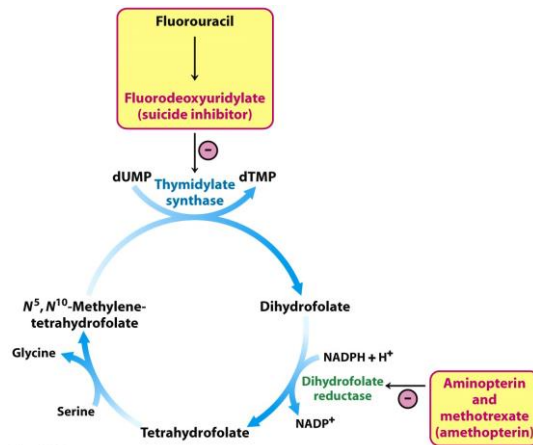 Fluorouracil
Fluorodeoxyuridylate
(suicide inhibitor)
−
dUMP
dTMP
Thymidylate
synthase
N⁵, N¹⁰-Methylene-
tetrahydrofolate
Dihydrofolate
Glycine
NADPH + H⁺
Dihydrofolate
reductase
−
Aminopterin
and
methotrexate
(amethopterin)
Serine
NADP⁺
Tetrahydrofolate